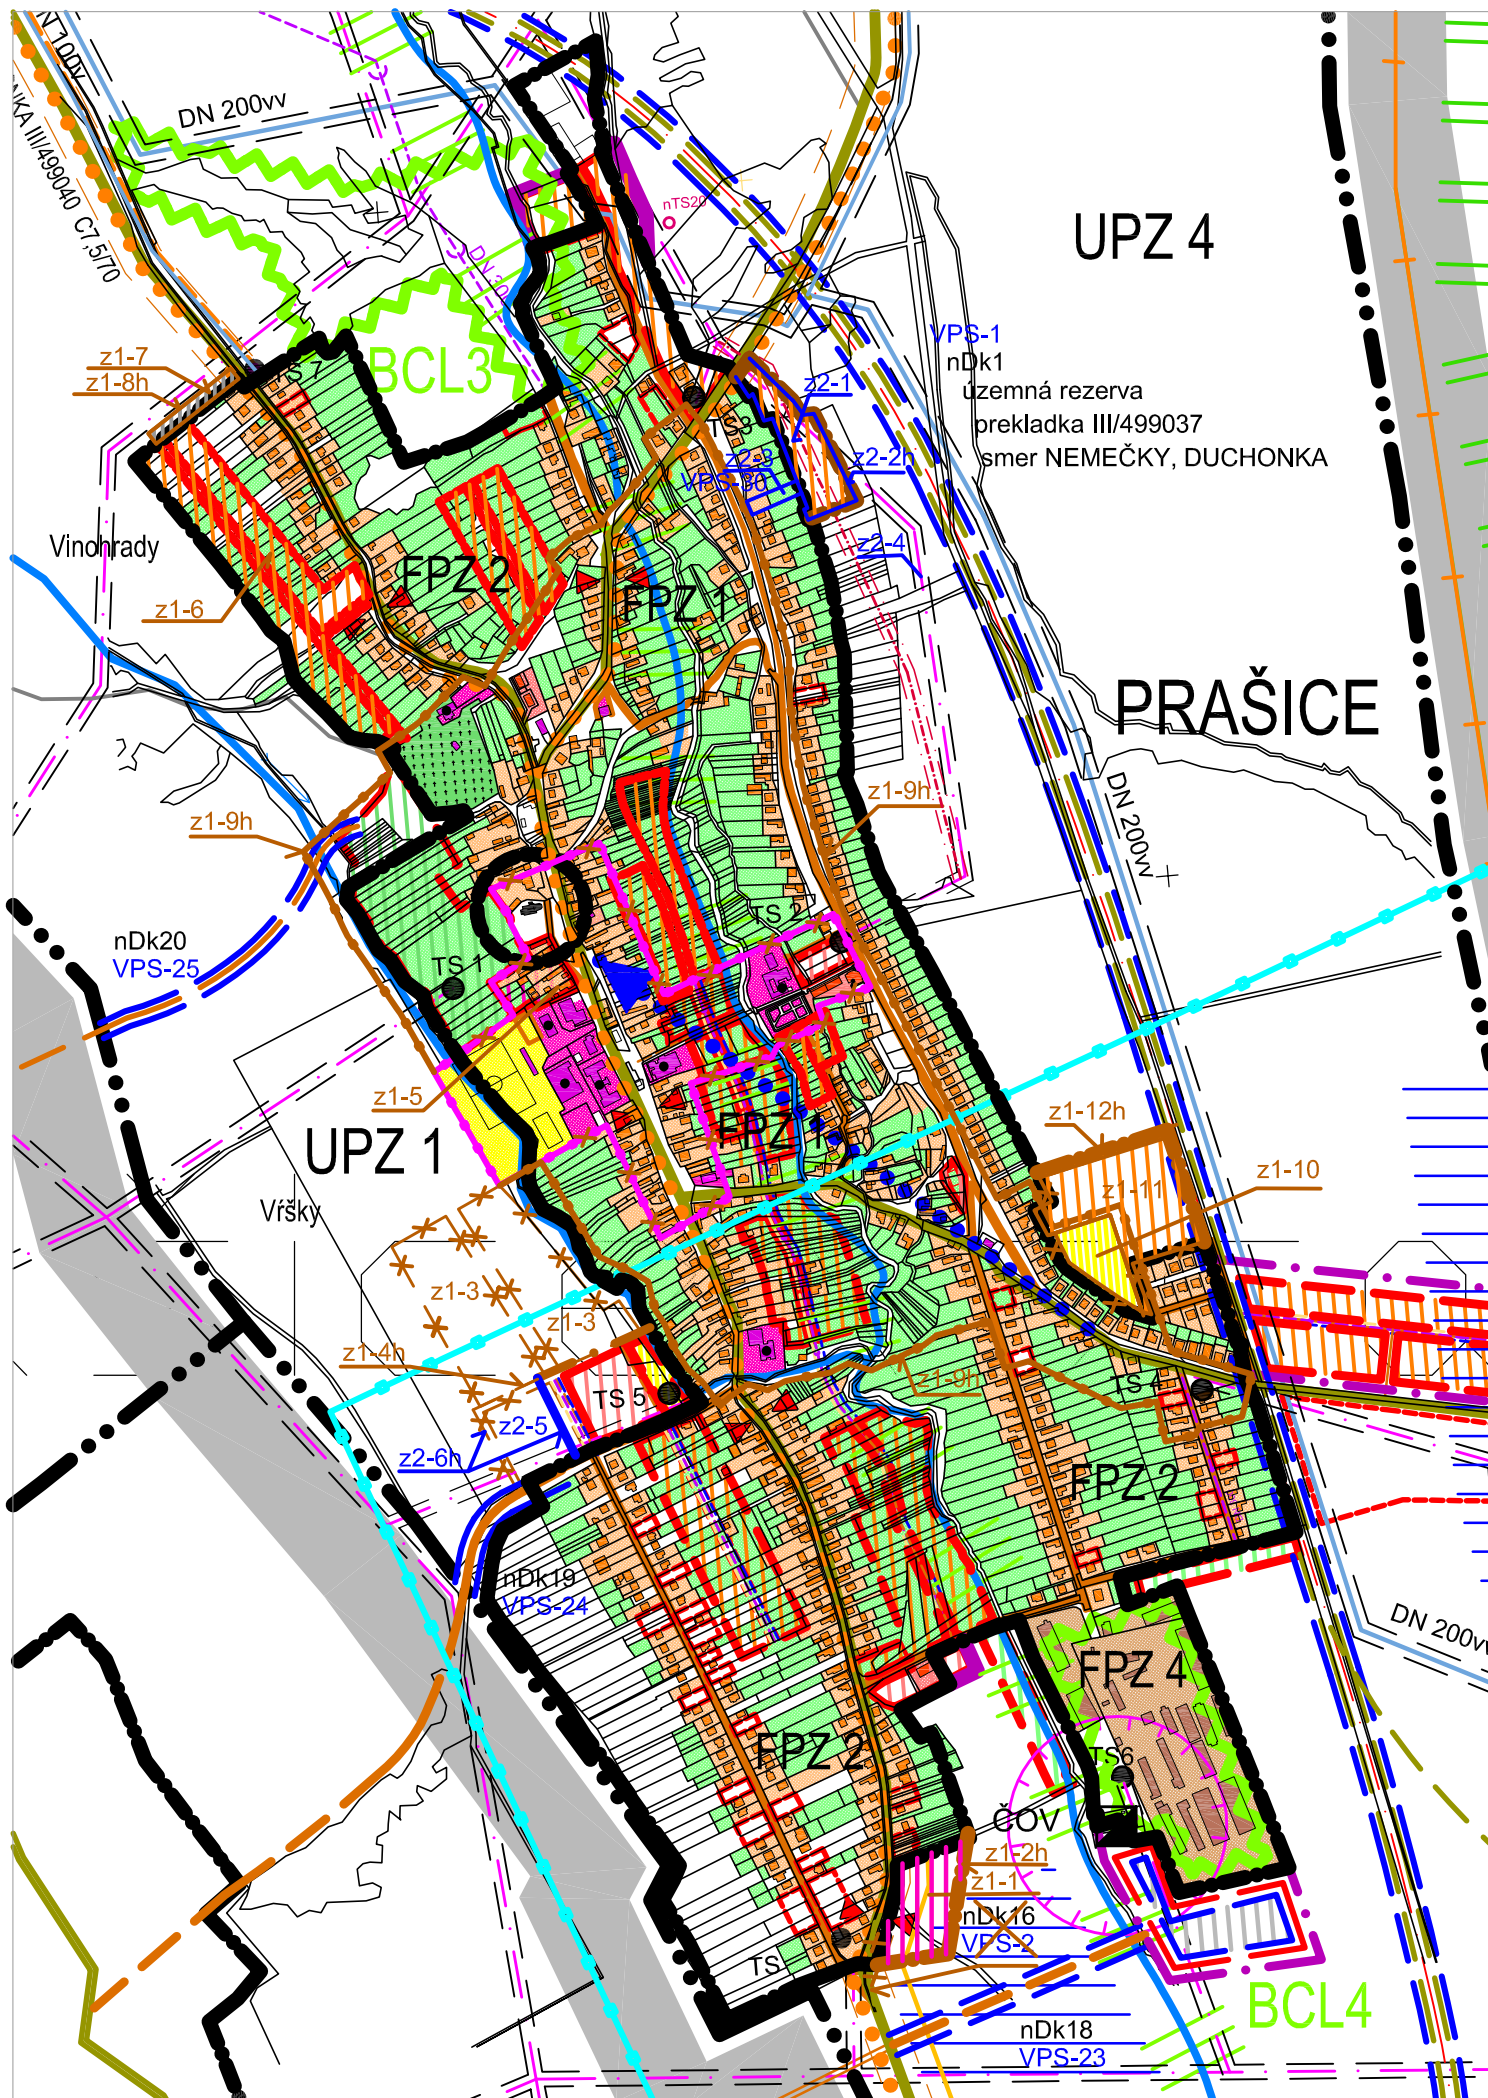 N 100v
NKA III/499040 C7,5/70
DN 200vv
nTS20
UPZ 4
VPS-1
nDk1
územná rezerva
prekladka III/499037
smer NEMEČKY, DUCHONKA
BCL3
z1-7
z1-8h
S 7
z2-1
TS3
z2-3
z2-2h
VPS-30
z2-4
Vinohrady
FPZ 2
FPZ 1
z1-6
PRAŠICE
DN 200vv
z1-9h
z1-9h
TS 2
nDk20
VPS-25
TS 1
z1-5
UPZ 1
FPZ 1
z1-12h
z1-11
z1-10
Vŕšky
z1-3
z1-3
z1-4h
TS 5
z1-9h
TS 4
z2-5
z2-6h
FPZ 2
nDk19
VPS-24
DN 200vv
FPZ 4
FPZ 2
TS6
ČOV
z1-2h
z1-1
nDk16
VPS-2
TS
BCL4
nDk18
VPS-23